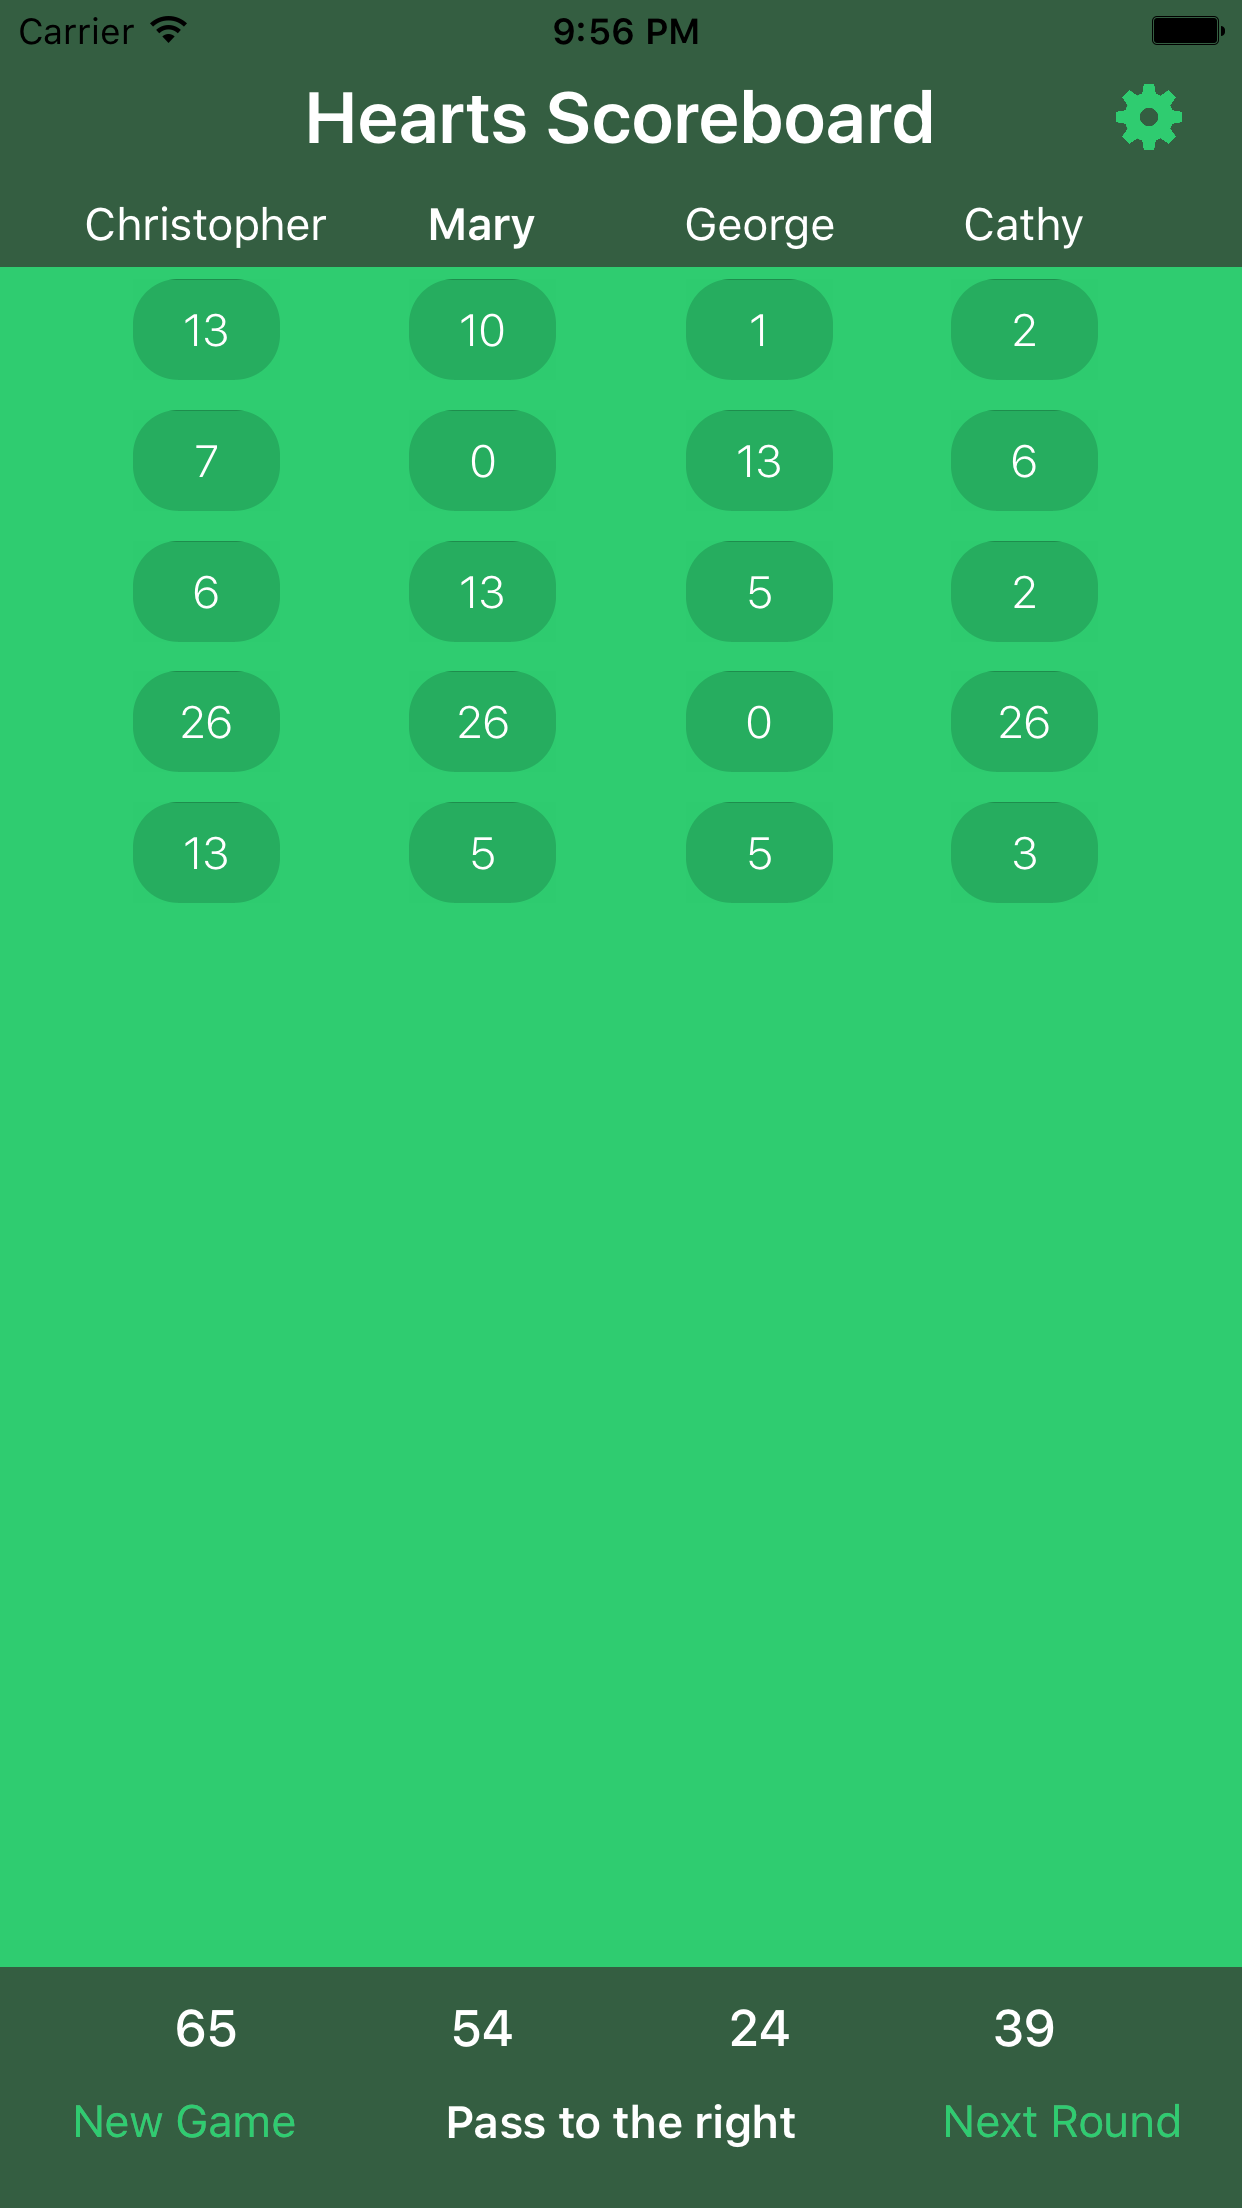 Carrier 9:56 PM
Hearts Scoreboard
Christopher Mary George Cathy
13 10 1 2
7 0 13 6
6 13 5 2
26 26 0 26
13 5 5 3
65 54 24 39
New Game Pass to the right Next Round